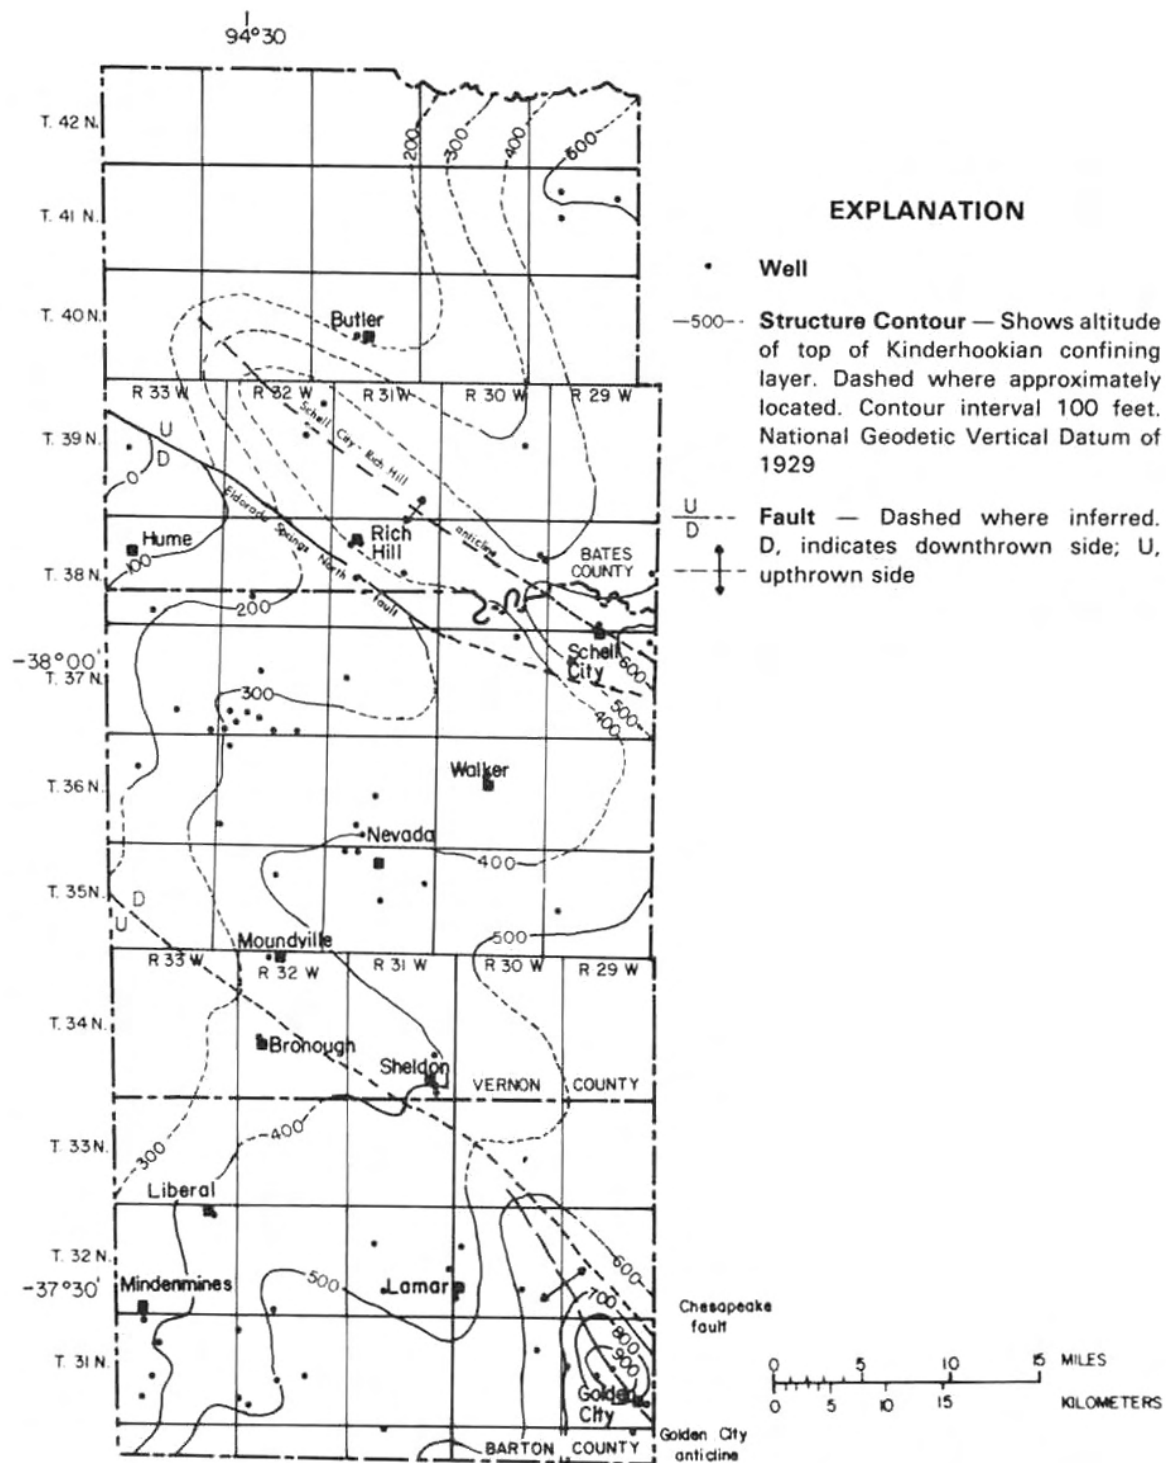 94°30
T. 42 N.
200
300
400
500
T. 41 N.
EXPLANATION
Well
—500-- Structure Contour — Shows altitude
of top of Kinderhookian confining
layer. Dashed where approximately
located. Contour interval 100 feet.
National Geodetic Vertical Datum of
1929
U
D
Fault — Dashed where inferred.
D, indicates downthrown side; U,
upthrown side
T. 40 N.
Butler
R 33 W
R 32 W
R 31 W
R 30 W
R 29 W
T. 39 N.
U
D
0
Schell City - Rich Hill
anticline
Eldorado Springs North
fault
Hume
Rich
Hill
100
T. 38 N.
BATES
COUNTY
200
38°00'
T. 37 N.
Schell
City
600
300
500
400
T. 36 N.
Walker
Nevada
400
T. 35 N.
D
U
500
Moundville
R 33 W
R 32 W
R 31 W
R 30 W
R 29 W
T. 34 N.
Bronough
Sheldon
VERNON COUNTY
T. 33 N.
400
300
Liberal
T. 32 N.
600
37°30'
Mindenmines
500
Lamar
700
Chesapeake
fault
800
T. 31 N.
900
Golden
City
Golden City
anticline
BARTON COUNTY
0 5 10 15 MILES
0 5 10 15 KILOMETERS